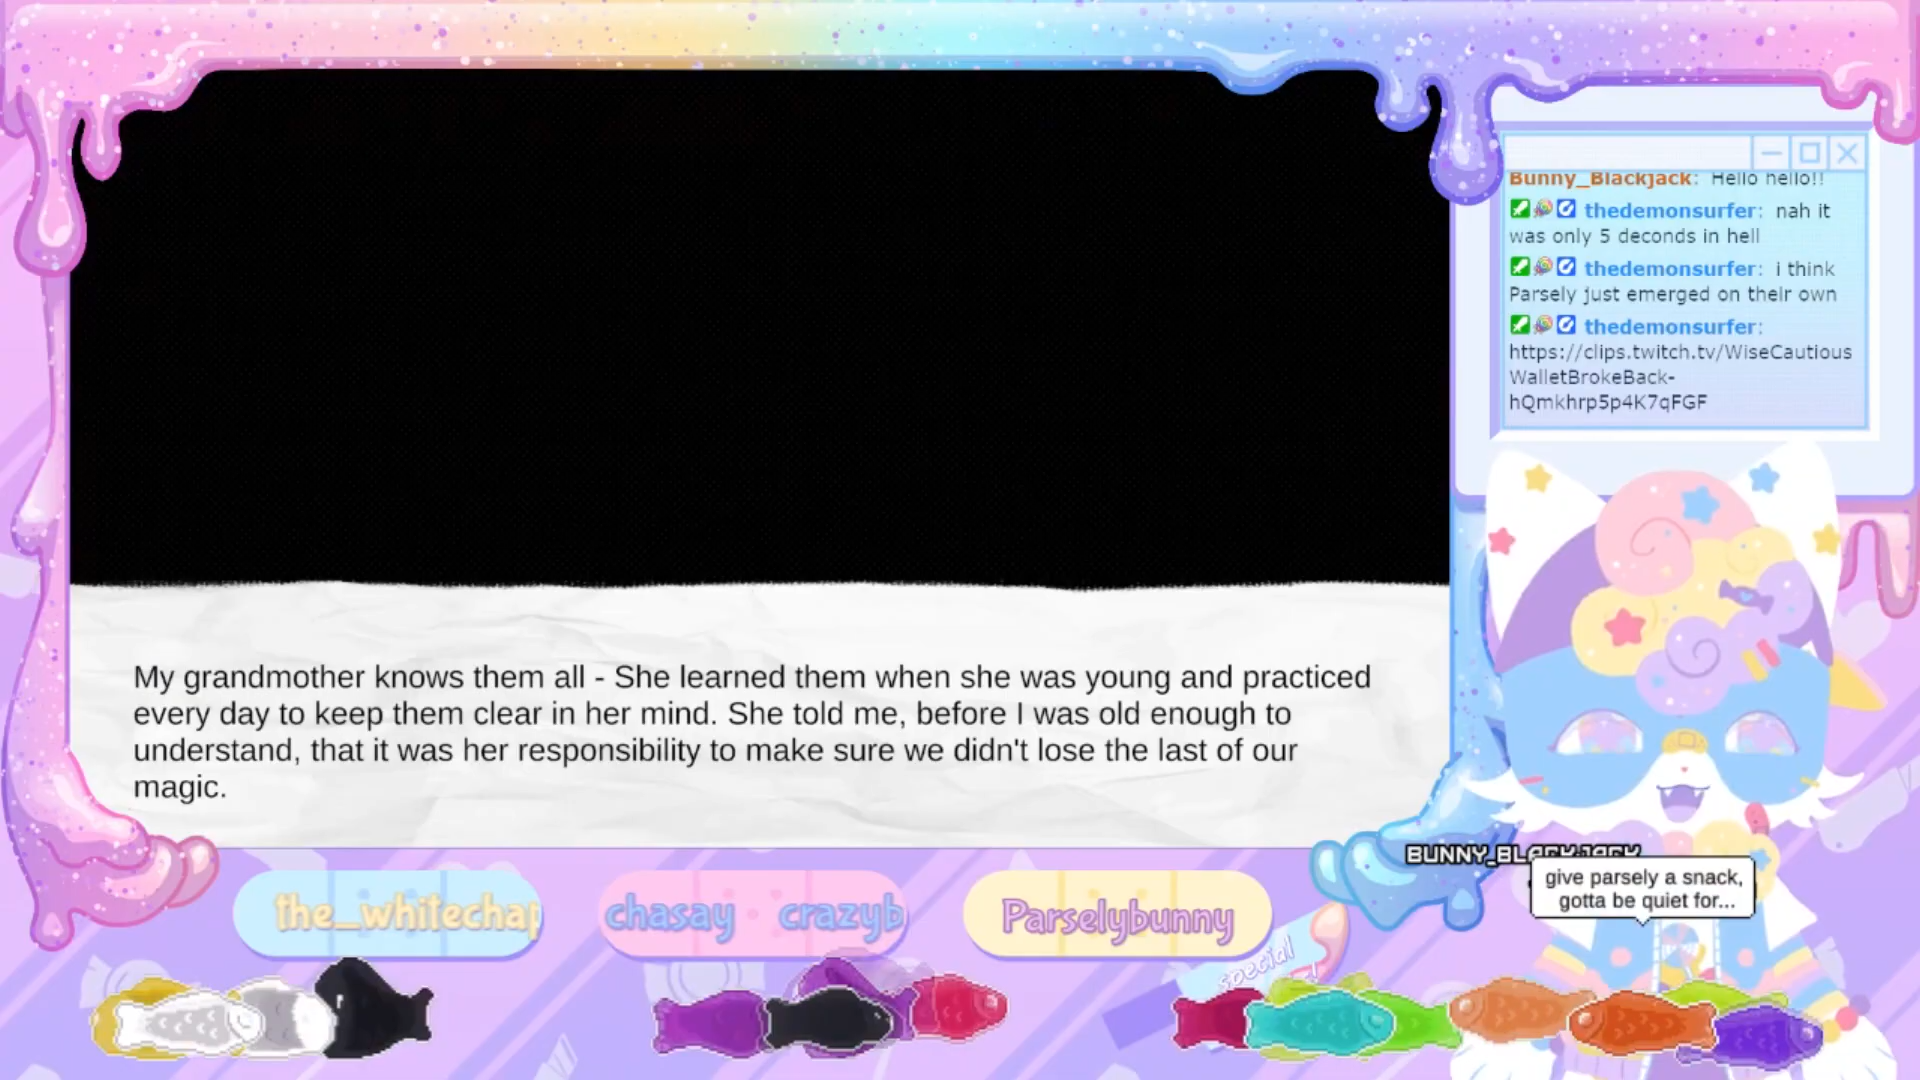 Bunny_Blackjack: Hello hello!!
thedemonsurfer: nah it
was only 5 deconds in hell
thedemonsurfer: i think
Parsely just emerged on their own
thedemonsurfer:
https://clips.twitch.tv/WiseCautious
WalletBrokeBack-
hQmkhrp5p4K7qFGF
My grandmother knows them all - She learned them when she was young and practiced
every day to keep them clear in her mind. She told me, before I was old enough to
understand, that it was her responsibility to make sure we didn't lose the last of our
magic.
BUNNY_BLACKJACK
give parsely a snack,
gotta be quiet for...
the_whitechap
chasay crazyb
Parselybunny
special